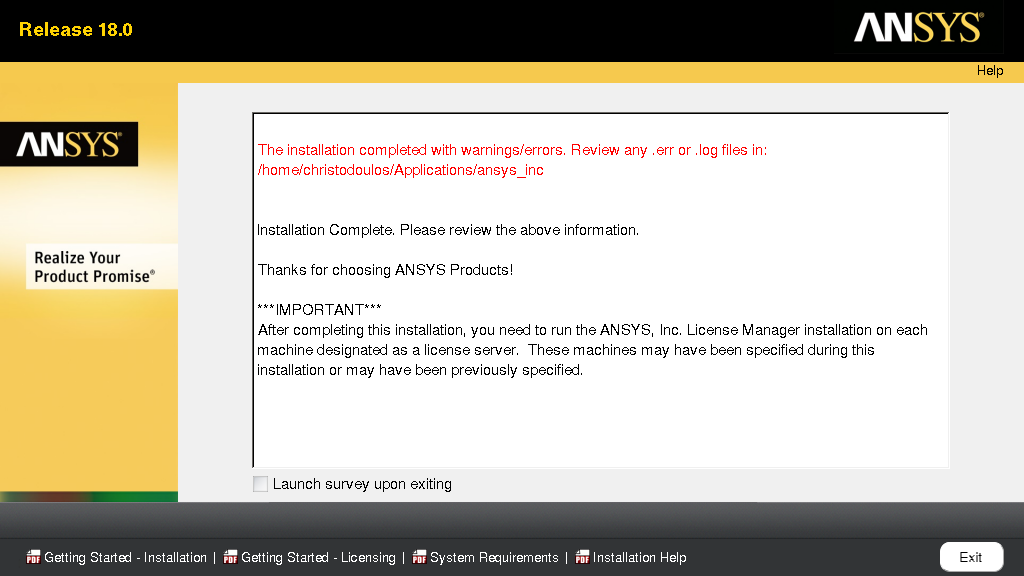 Release 18.0
ANSYS®
Help
ANSYS®
Realize Your
Product Promise®
The installation completed with warnings/errors. Review any .err or .log files in:
/home/christodoulos/Applications/ansys_inc
Installation Complete. Please review the above information.
Thanks for choosing ANSYS Products!
***IMPORTANT***
After completing this installation, you need to run the ANSYS, Inc. License Manager installation on each
machine designated as a license server.  These machines may have been specified during this
installation or may have been previously specified.
Launch survey upon exiting
PDF Getting Started - Installation | PDF Getting Started - Licensing | PDF System Requirements | PDF Installation Help
Exit